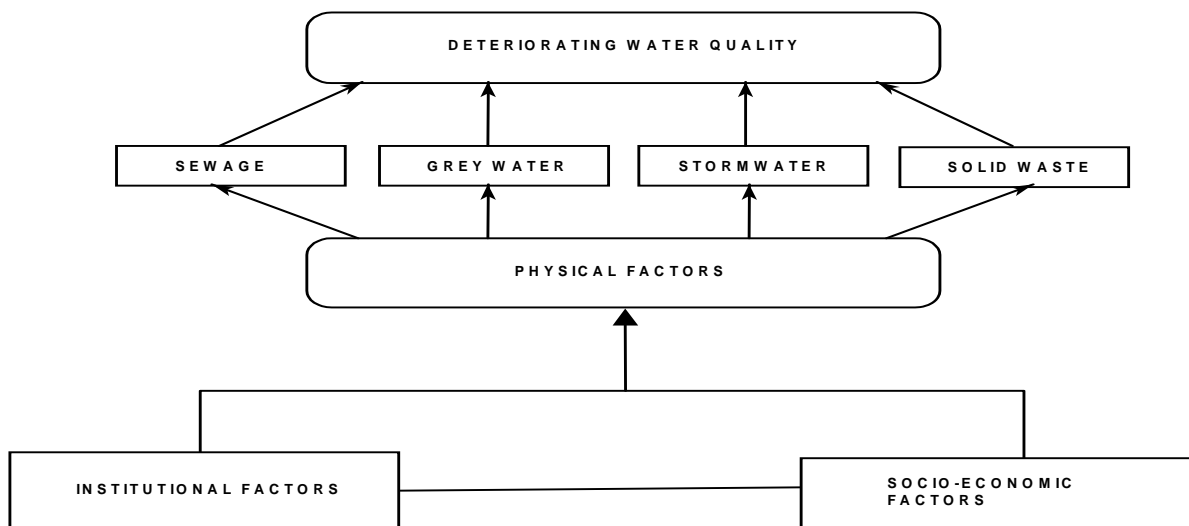 DETERIORATING WATER QUALITY
SEWAGE
GREY WATER
STORMWATER
SOLID WASTE
PHYSICAL FACTORS
INSTITUTIONAL FACTORS
SOCIO-ECONOMIC
FACTORS